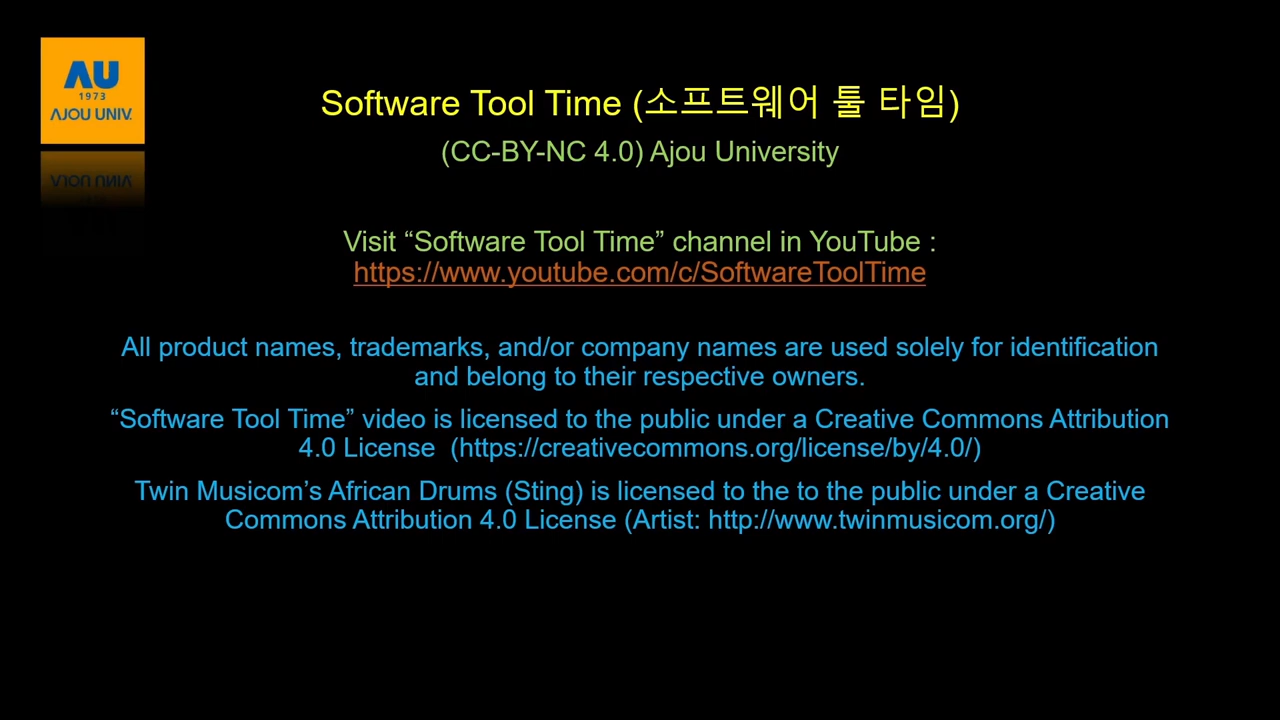 AU
1973
AJOU UNIV.
Software Tool Time (소프트웨어 툴 타임)
(CC-BY-NC 4.0) Ajou University
Visit “Software Tool Time” channel in YouTube :
https://www.youtube.com/c/SoftwareToolTime
All product names, trademarks, and/or company names are used solely for identification
and belong to their respective owners.
“Software Tool Time” video is licensed to the public under a Creative Commons Attribution
4.0 License (https://creativecommons.org/license/by/4.0/)
Twin Musicom’s African Drums (Sting) is licensed to the to the public under a Creative
Commons Attribution 4.0 License (Artist: http://www.twinmusicom.org/)